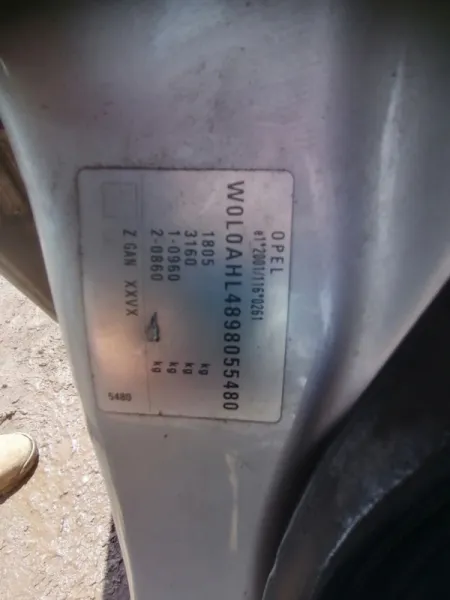 OPEL
e1*2001/116*0261
W0L0AHL4898055480
1805 kg
3160 kg
1-0960 kg
2-0860 kg
Z GAN XXVX
5480